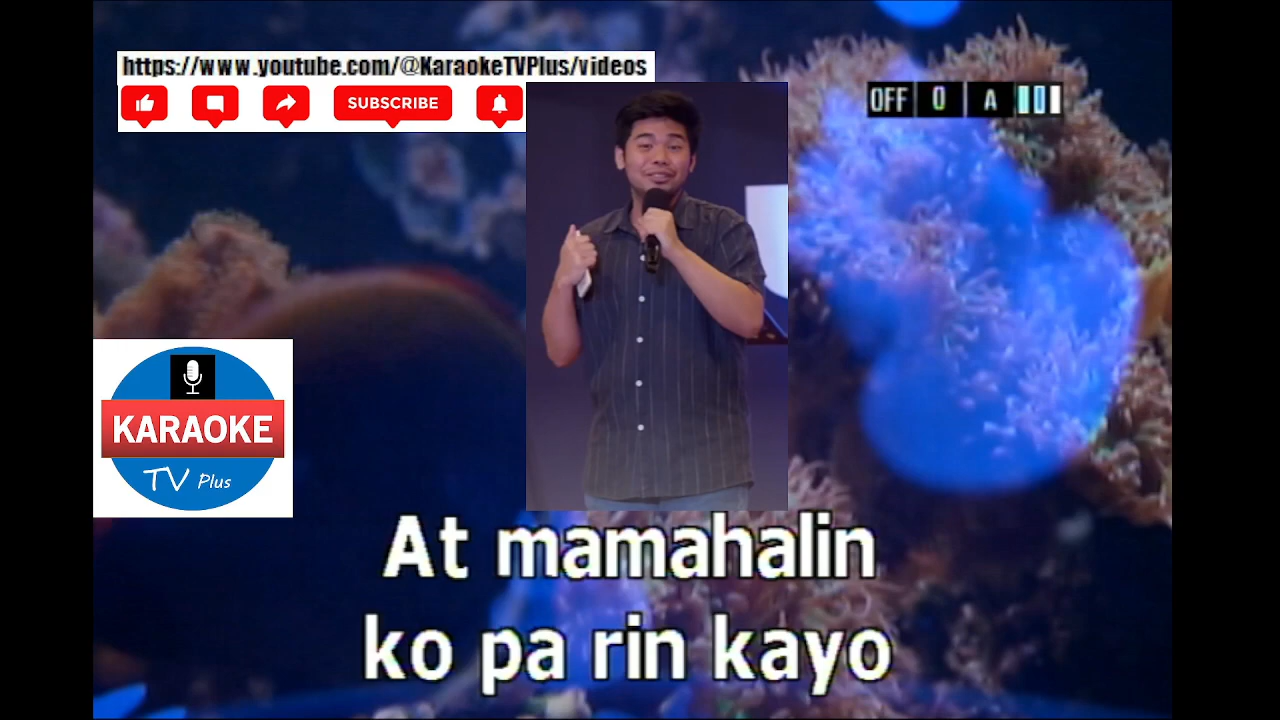 https://www.youtube.com/@KaraokeTVPlus/videos
SUBSCRIBE
OFF 0 A
KARAOKE
TV Plus
At mamahalin
ko pa rin kayo